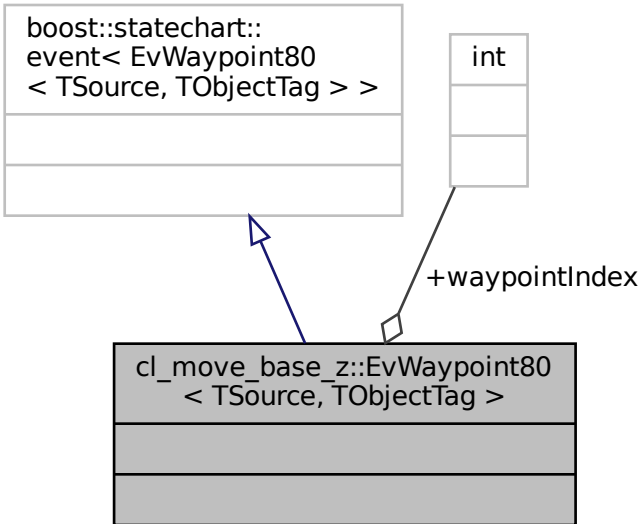 boost::statechart::
event< EvWaypoint80
< TSource, TObjectTag > >
int
+waypointIndex
cl_move_base_z::EvWaypoint80
< TSource, TObjectTag >